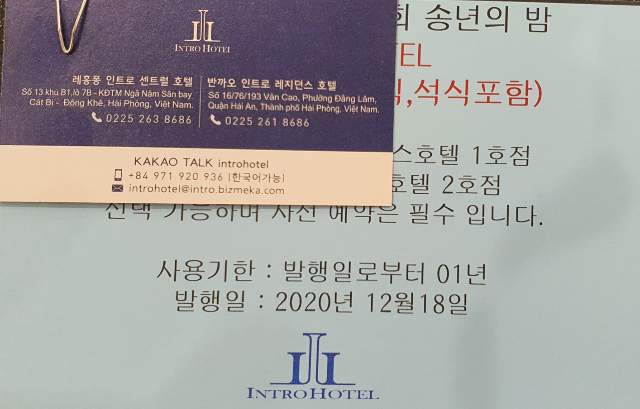 INTRO HOTEL
레홍퐁 인트로 센트럴 호텔
Số 13 khu B1,lô 7B - KĐTM Ngã Năm Sân bay
Cát Bi - Đông Khê, Hải Phòng, Việt Nam.
0225 263 8686
반까오 인트로 레지던스 호텔
Số 16/76/193 Văn Cao, Phường Đằng Lâm,
Quận Hải An, Thành phố Hải Phòng, Việt Nam.
0225 261 8686
KAKAO TALK introhotel
+84 971 920 936 (한국어가능)
introhotel@intro.bizmeka.com
송년의 밤
TEL
,석식포함)
스호텔 1호점
호텔 2호점
선택 가능하며 사전 예약은 필수 입니다.
사용기한 : 발행일로부터 01년
발행일 : 2020년 12월18일
INTRO HOTEL